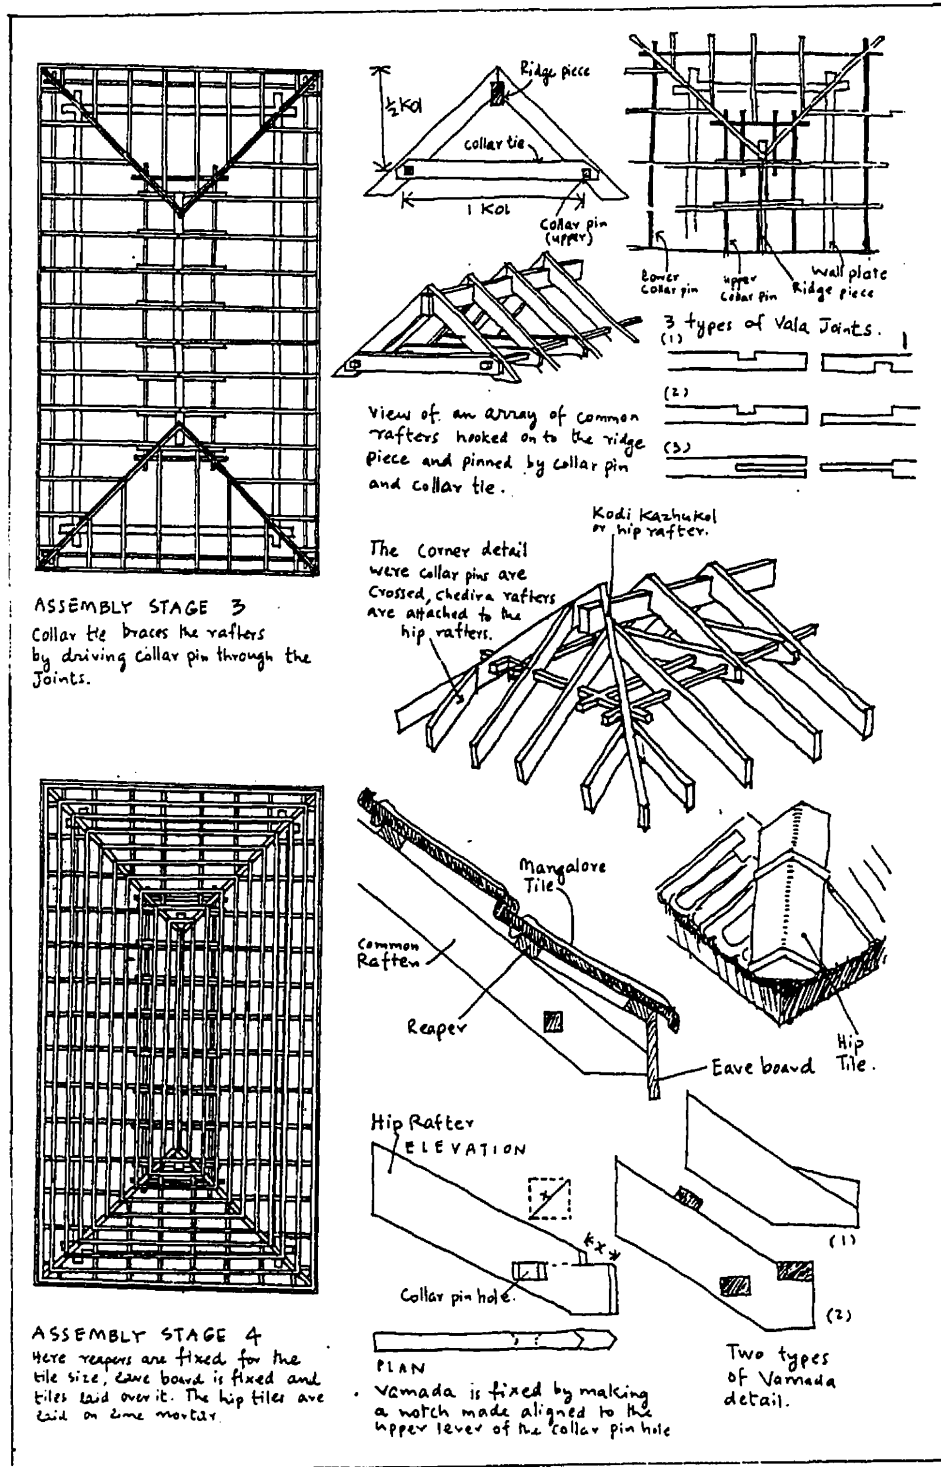 ½ Kol
Ridge piece
collar tie
1 Kol
Collar pin
(upper)
Lower
Collar pin
upper
Collar pin
Ridge piece
Wall plate
3 types of Vala Joints.
(1)
(2)
(3)
View of an array of common
rafters hooked on to the ridge
piece and pinned by collar pin
and collar tie.
ASSEMBLY STAGE 3
Collar tie braces the rafters
by driving collar pin through the
Joints.
Kodi Kazhukol
or hip rafter.
The corner detail
were collar pins are
Crossed, chedira rafters
are attached to the
hip rafters.
Mangalore
Tile
Common
Rafter
Reaper
Eave board
Hip
Tile.
ASSEMBLY STAGE 4
Here reapers are fixed for the
tile size, eave board is fixed and
tiles laid over it. The hip tiles are
laid on lime mortar.
Hip Rafter
ELEVATION
x
x
Collar pin hole.
PLAN
Vamada is fixed by making
a notch made aligned to the
upper lever of the collar pin hole
(1)
(2)
Two types
of Vamada
detail.